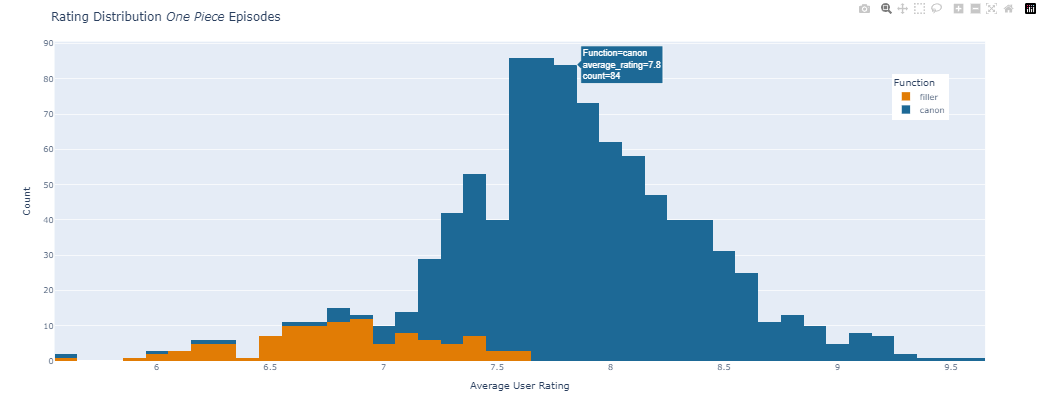 Rating Distribution One Piece Episodes
90
80
70
60
50
40
30
20
10
0
Count
Function=canon
average_rating=7.8
count=84
Function
filler
canon
6
6.5
7
7.5
8
8.5
9
9.5
Average User Rating